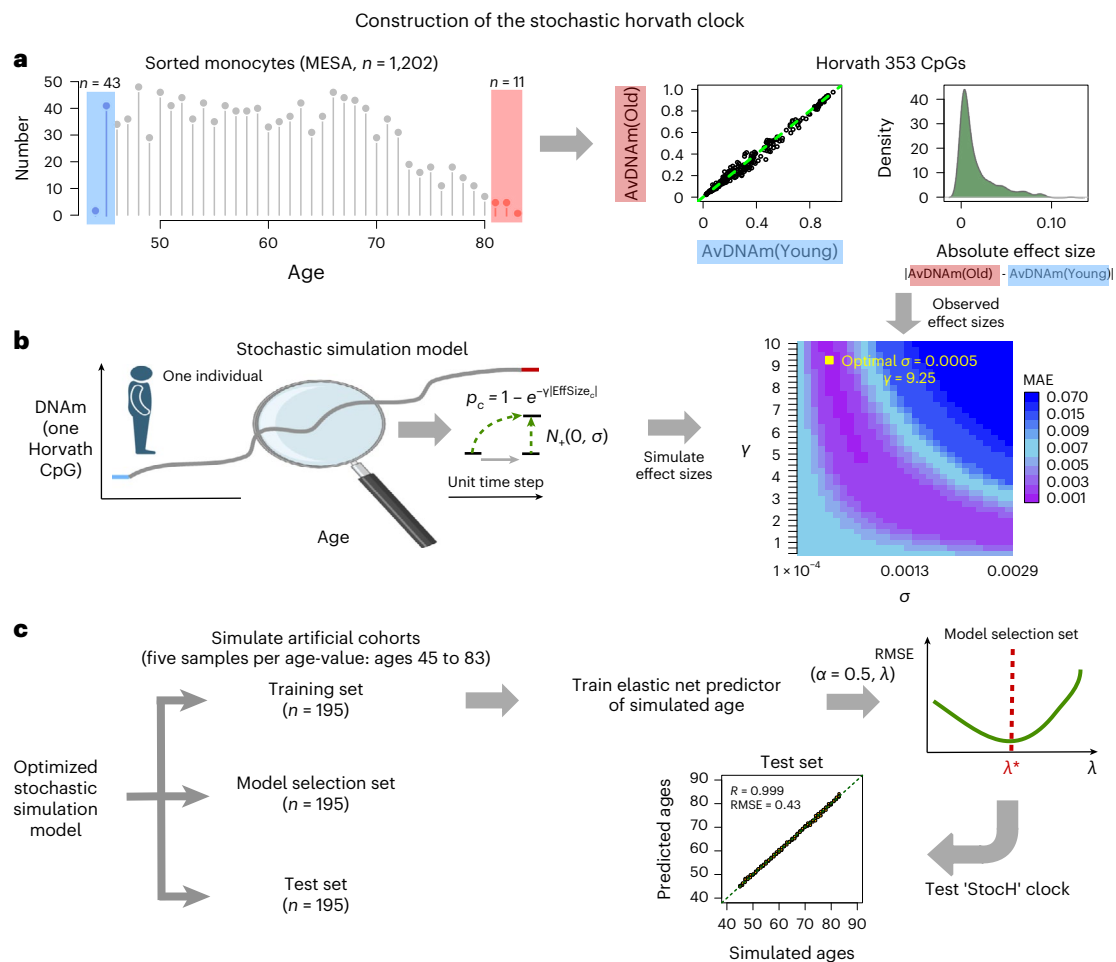 Construction of the stochastic horvath clock
a
Sorted monocytes (MESA, n = 1,202)
n = 43
n = 11
Number
50
40
30
20
10
0
50
60
70
80
Age
Horvath 353 CpGs
AvDNAm(Old)
1.0
0.8
0.6
0.4
0.2
0
0
0.4
0.8
AvDNAm(Young)
Density
40
30
20
10
0
0
0.10
Absolute effect size
|AvDNAm(Old) - AvDNAm(Young)|
Observed
effect sizes
b
Stochastic simulation model
One individual
DNAm
(one
Horvath
CpG)
Age
p_c = 1 − e^{−γ|EffSize_c|}
N₊(0, σ)
Unit time step
Simulate
effect sizes
γ
10
9
8
7
6
5
4
3
2
1
Optimal σ = 0.0005
γ = 9.25
1 × 10⁻⁴
0.0013
0.0029
σ
MAE
0.070
0.015
0.009
0.007
0.005
0.003
0.001
c
Simulate artificial cohorts
(five samples per age-value: ages 45 to 83)
Optimized
stochastic
simulation
model
Training set
(n = 195)
Model selection set
(n = 195)
Test set
(n = 195)
Train elastic net predictor
of simulated age
(α = 0.5, λ)
Model selection set
RMSE
λ*
λ
Test 'StocH' clock
Test set
R = 0.999
RMSE = 0.43
Predicted ages
90
80
70
60
50
40
40
50
60
70
80
90
Simulated ages